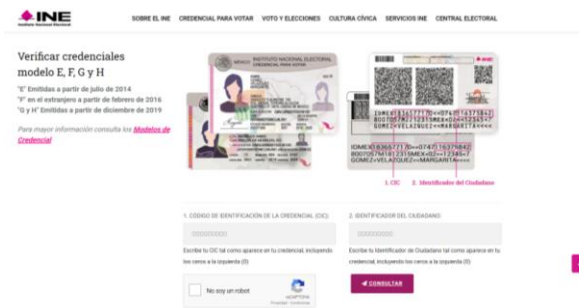 INE
Instituto Nacional Electoral
SOBRE EL INE CREDENCIAL PARA VOTAR VOTO Y ELECCIONES CULTURA CÍVICA SERVICIOS INE CENTRAL ELECTORAL
Verificar credenciales
modelo E, F, G y H
"E" Emitidas a partir de julio de 2014
"F" en el extranjero a partir de febrero de 2016
"G y H" Emitidas a partir de diciembre de 2019
Para mayor información consulta los Modelos de
Credencial
MÉXICO INSTITUTO NACIONAL ELECTORAL
CREDENCIAL PARA VOTAR
INE
1. CIC 2. Identificador del Ciudadano
1. CÓDIGO DE IDENTIFICACIÓN DE LA CREDENCIAL (CIC): 2. IDENTIFICADOR DEL CIUDADANO:
Escribe tu CIC tal como aparece en tu credencial, incluyendo
los ceros a la izquierda (0)
Escribe tu Identificador de Ciudadano tal como aparece en tu
credencial, incluyendo los ceros a la izquierda (0)
No soy un robot
reCAPTCHA
CONSULTAR